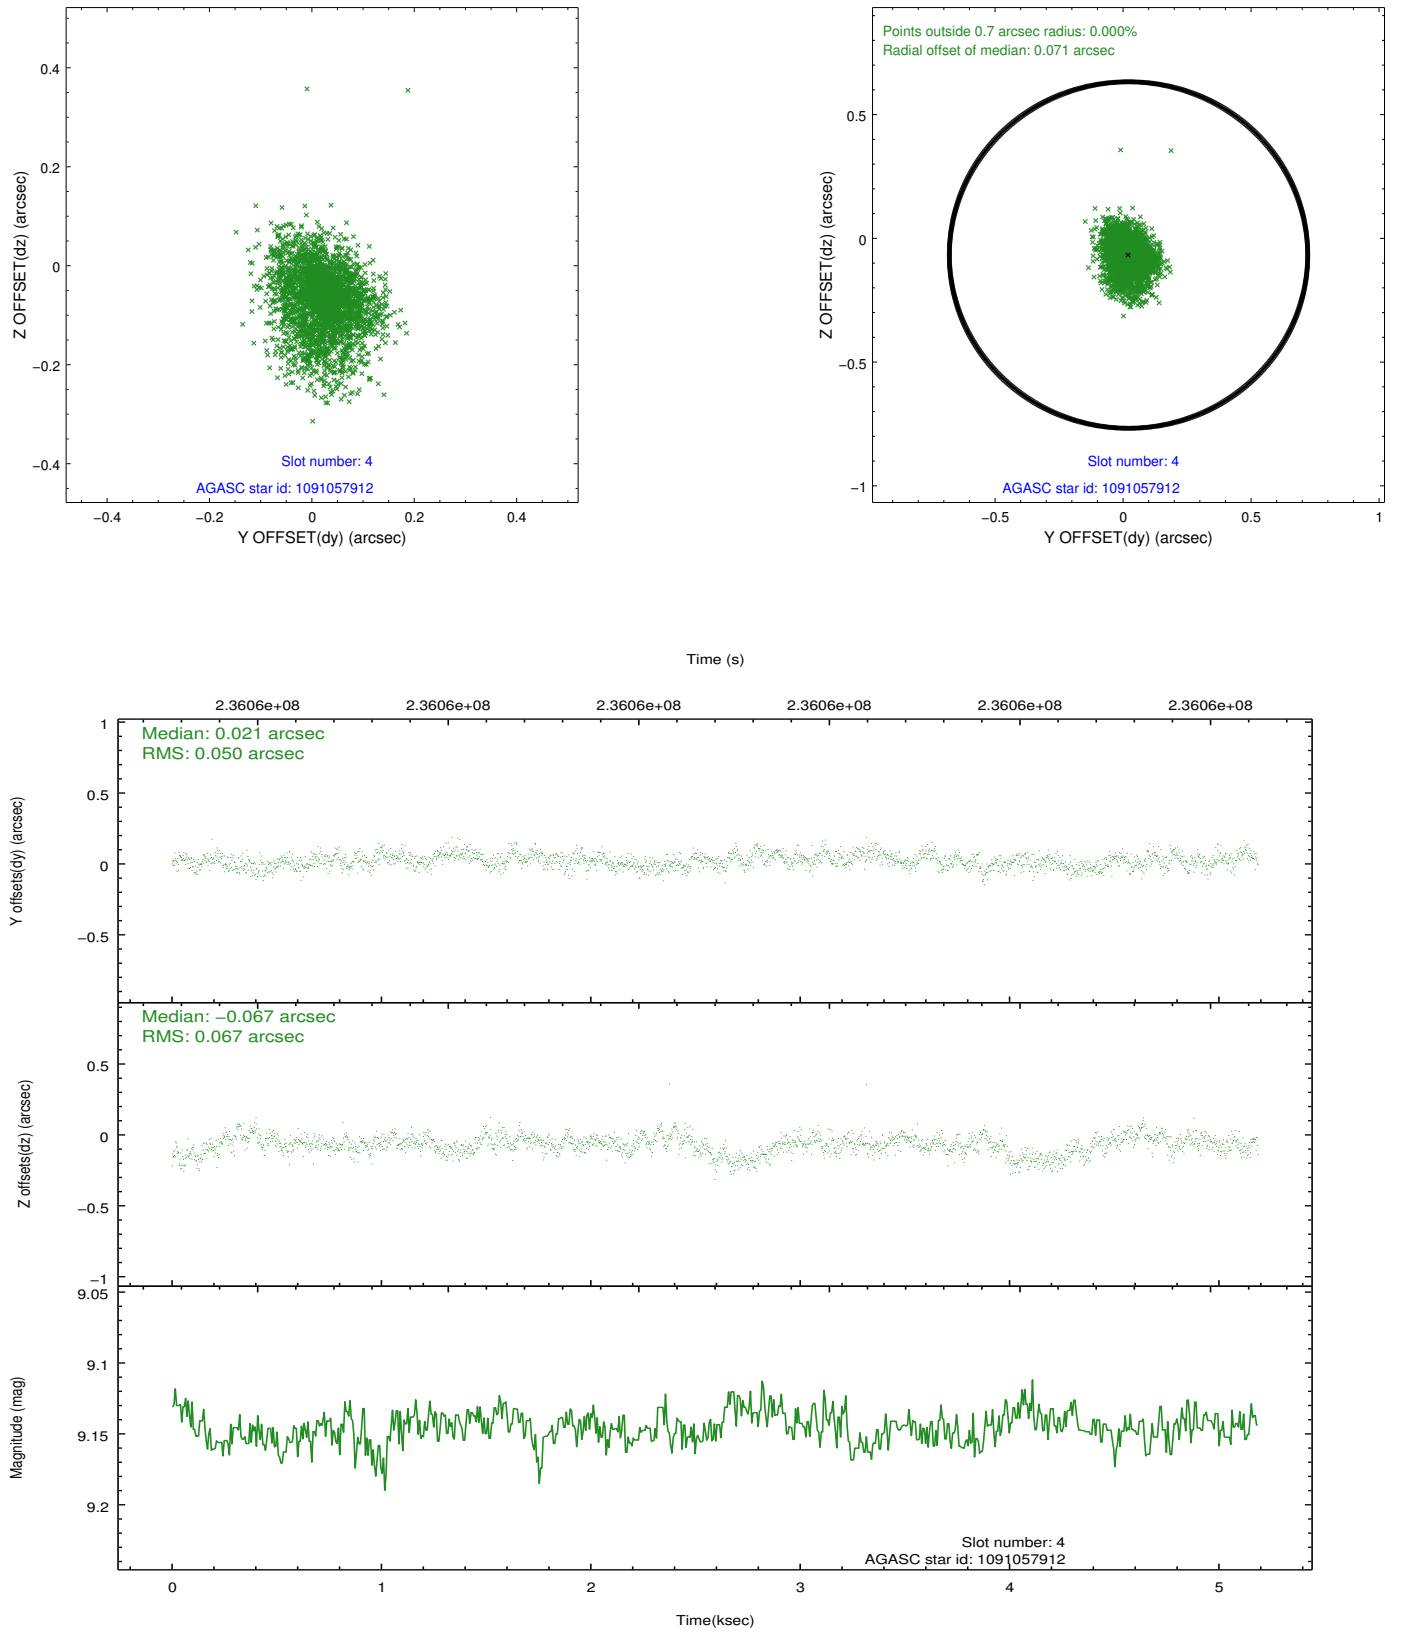 0.4
0.2
0
−0.2
−0.4
Z OFFSET(dz) (arcsec)
Slot number: 4
AGASC star id: 1091057912
−0.4 −0.2 0 0.2 0.4
Y OFFSET(dy) (arcsec)
Points outside 0.7 arcsec radius: 0.000%
Radial offset of median: 0.071 arcsec
0.5
0
−0.5
−1
Z OFFSET(dz) (arcsec)
Slot number: 4
AGASC star id: 1091057912
−0.5 0 0.5 1
Y OFFSET(dy) (arcsec)
Time (s)
2.3606e+08 2.3606e+08 2.3606e+08 2.3606e+08 2.3606e+08 2.3606e+08
Median: 0.021 arcsec
RMS: 0.050 arcsec
1
0.5
0
−0.5
Y offsets(dy) (arcsec)
Median: −0.067 arcsec
RMS: 0.067 arcsec
0.5
0
−0.5
−1
Z offsets(dz) (arcsec)
9.05
9.1
9.15
9.2
Magnitude (mag)
Slot number: 4
AGASC star id: 1091057912
0 1 2 3 4 5
Time(ksec)